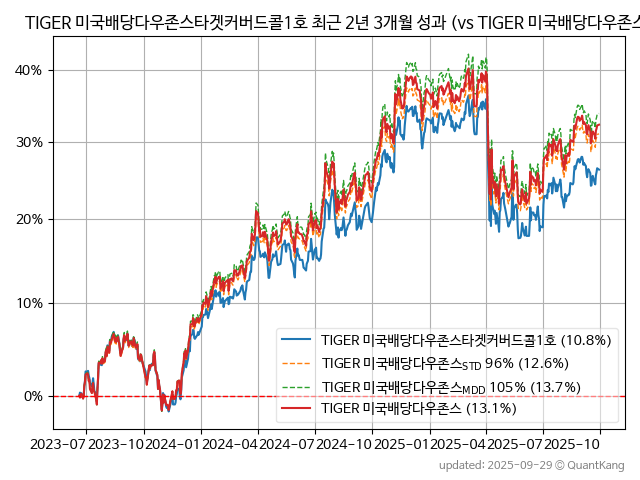 TIGER 미국배당다우존스타겟커버드콜1호 최근 2년 3개월 성과 (vs TIGER 미국배당다우존스
40%
30%
20%
10%
0%
TIGER 미국배당다우존스타겟커버드콜1호 (10.8%)
TIGER 미국배당다우존스STD 96% (12.6%)
TIGER 미국배당다우존스MDD 105% (13.7%)
TIGER 미국배당다우존스 (13.1%)
2023-07 2023-10 2024-01 2024-04 2024-07 2024-10 2025-01 2025-04 2025-07 2025-10
updated: 2025-09-29 © QuantKang